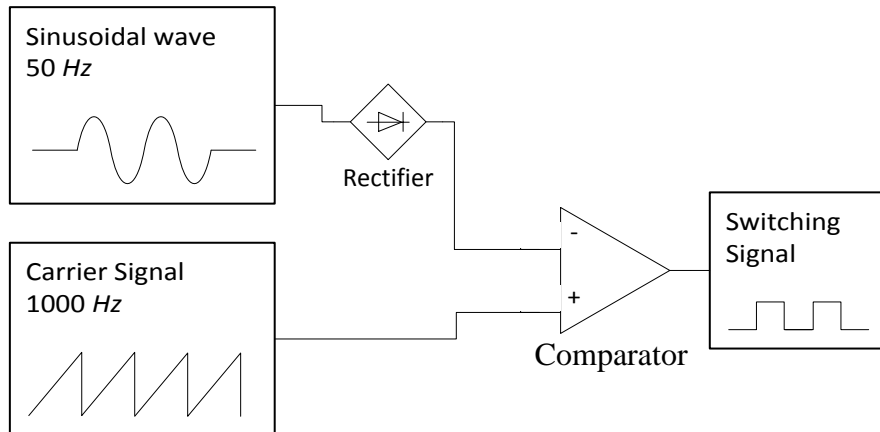 Sinusoidal wave
50 Hz
Rectifier
Carrier Signal
1000 Hz
-
+
Comparator
Switching
Signal